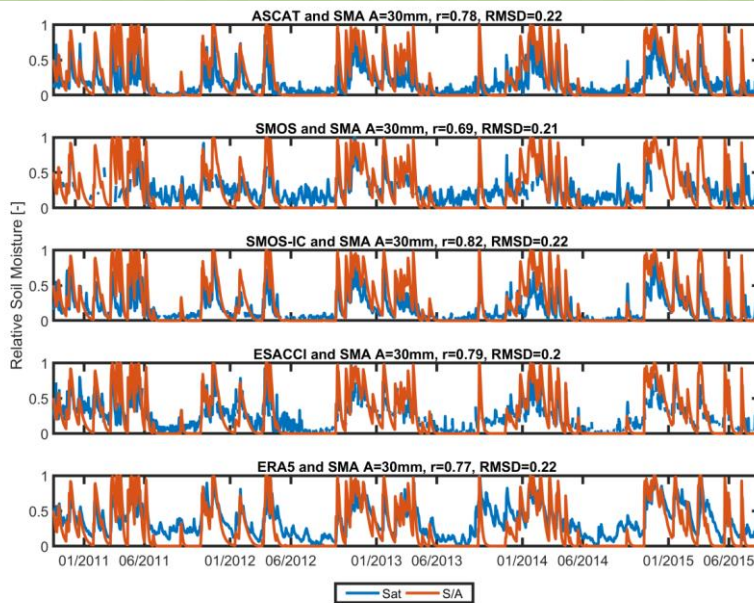 ASCAT and SMA A=30mm, r=0.78, RMSD=0.22
1
0.5
0
SMOS and SMA A=30mm, r=0.69, RMSD=0.21
1
0.5
0
SMOS-IC and SMA A=30mm, r=0.82, RMSD=0.22
1
0.5
0
ESACCI and SMA A=30mm, r=0.79, RMSD=0.2
1
0.5
0
ERA5 and SMA A=30mm, r=0.77, RMSD=0.22
1
0.5
0
Relative Soil Moisture [-]
01/2011 06/2011 01/2012 06/2012 01/2013 06/2013 01/2014 06/2014 01/2015 06/2015
Sat S/A